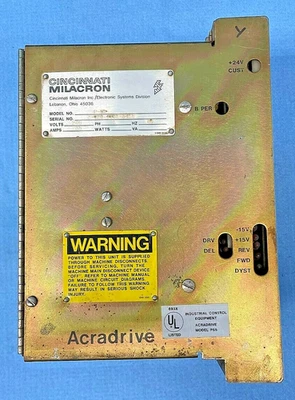 Y
+24V
CUST
CINCINNATI
MILACRON
Cincinnati Milacron Inc./Electronic Systems Division
Lebanon, Ohio 45036
MODEL NO.
SERIAL NO.
VOLTS PH HZ
AMPS WATTS VA
B PER
WARNING
POWER TO THIS UNIT IS SUPPLIED
THROUGH MACHINE DISCONNECTS
BEFORE SERVICING, TURN THE
MACHINE MAIN DISCONNECT DEVICE
"OFF". REFER TO MACHINE MANUAL
OR MACHINE CIRCUIT DIAGRAMS.
FAILURE TO FOLLOW THIS WARNING
MAY RESULT IN SERIOUS SHOCK
INJURY.
-15V
DRV +15V
DEL REV
FWD
DYST
UL
LISTED
INDUSTRIAL CONTROL
EQUIPMENT
ACRADRIVE
Acradrive